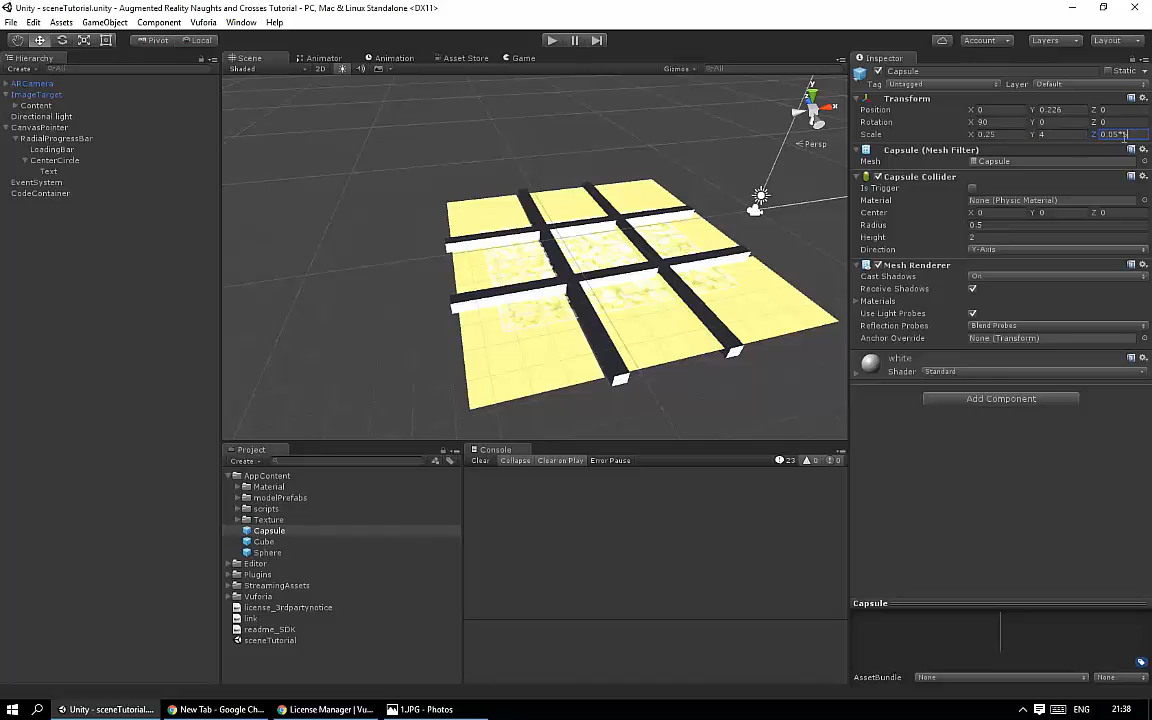 Unity - sceneTutorial.unity - Augmented Reality Naughts and Crosses Tutorial - PC, Mac & Linux Standalone <DX11>
File Edit Assets GameObject Component Vuforia Window Help
Pivot Local Account Layers Layout
Hierarchy
Create All
ARCamera
ImageTarget
Content
Directional light
CanvasPointer
RadialProgressBar
LoadingBar
CenterCircle
Text
EventSystem
CodeContainer
Scene Animator Animation Asset Store Game
Shaded 2D Gizmos All
y
x
Persp
Project
Create
AppContent
Material
modelPrefabs
scripts
Texture
Capsule
Cube
Sphere
Editor
Plugins
StreamingAssets
Vuforia
license_3rdpartynotice
link
readme_SDK
sceneTutorial
Console
Clear Collapse Clear on Play Error Pause 23 0 0
Inspector
Capsule Static
Tag Untagged Layer Default
Transform
Position X 0 Y 0.226 Z 0
Rotation X 90 Y 0 Z 0
Scale X 0.25 Y 4 Z
Capsule (Mesh Filter)
Mesh Capsule
Capsule Collider
Is Trigger
Material None (Physic Material)
Center X 0 Y 0 Z 0
Radius 0.5
Height 2
Direction Y-Axis
Mesh Renderer
Cast Shadows On
Receive Shadows
Materials
Use Light Probes
Reflection Probes Blend Probes
Anchor Override None (Transform)
white
Shader Standard
Add Component
Capsule
AssetBundle None None
Unity - sceneTutorial.... New Tab - Google Ch... License Manager | Vu... 1.JPG - Photos ENG 21:38